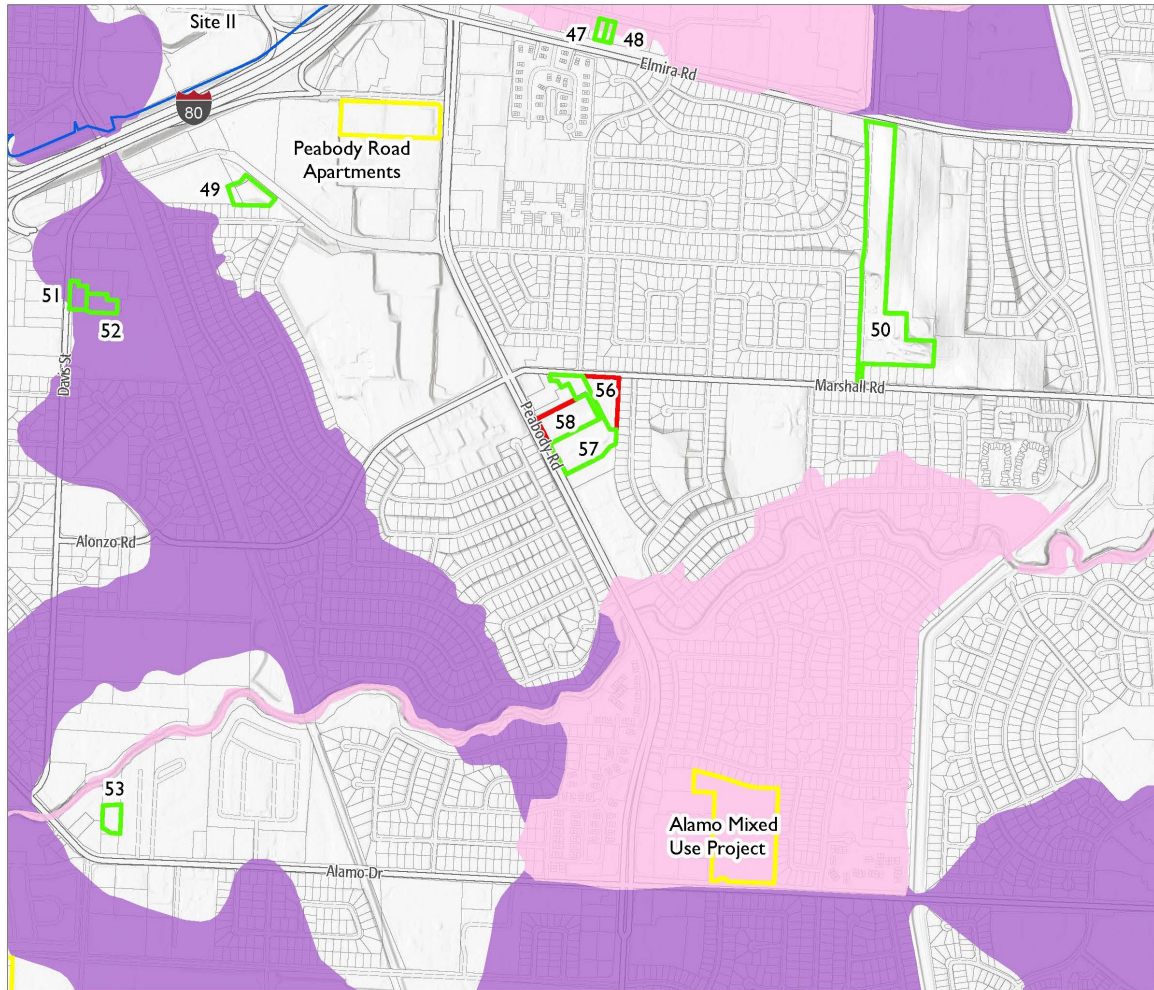 Site II
47
48
Elmira Rd
80
Peabody Road
Apartments
49
51
52
50
Davis St
Marshall Rd
56
58
57
Peabody Rd
Alonzo Rd
53
Alamo Mixed
Use Project
Alamo Dr